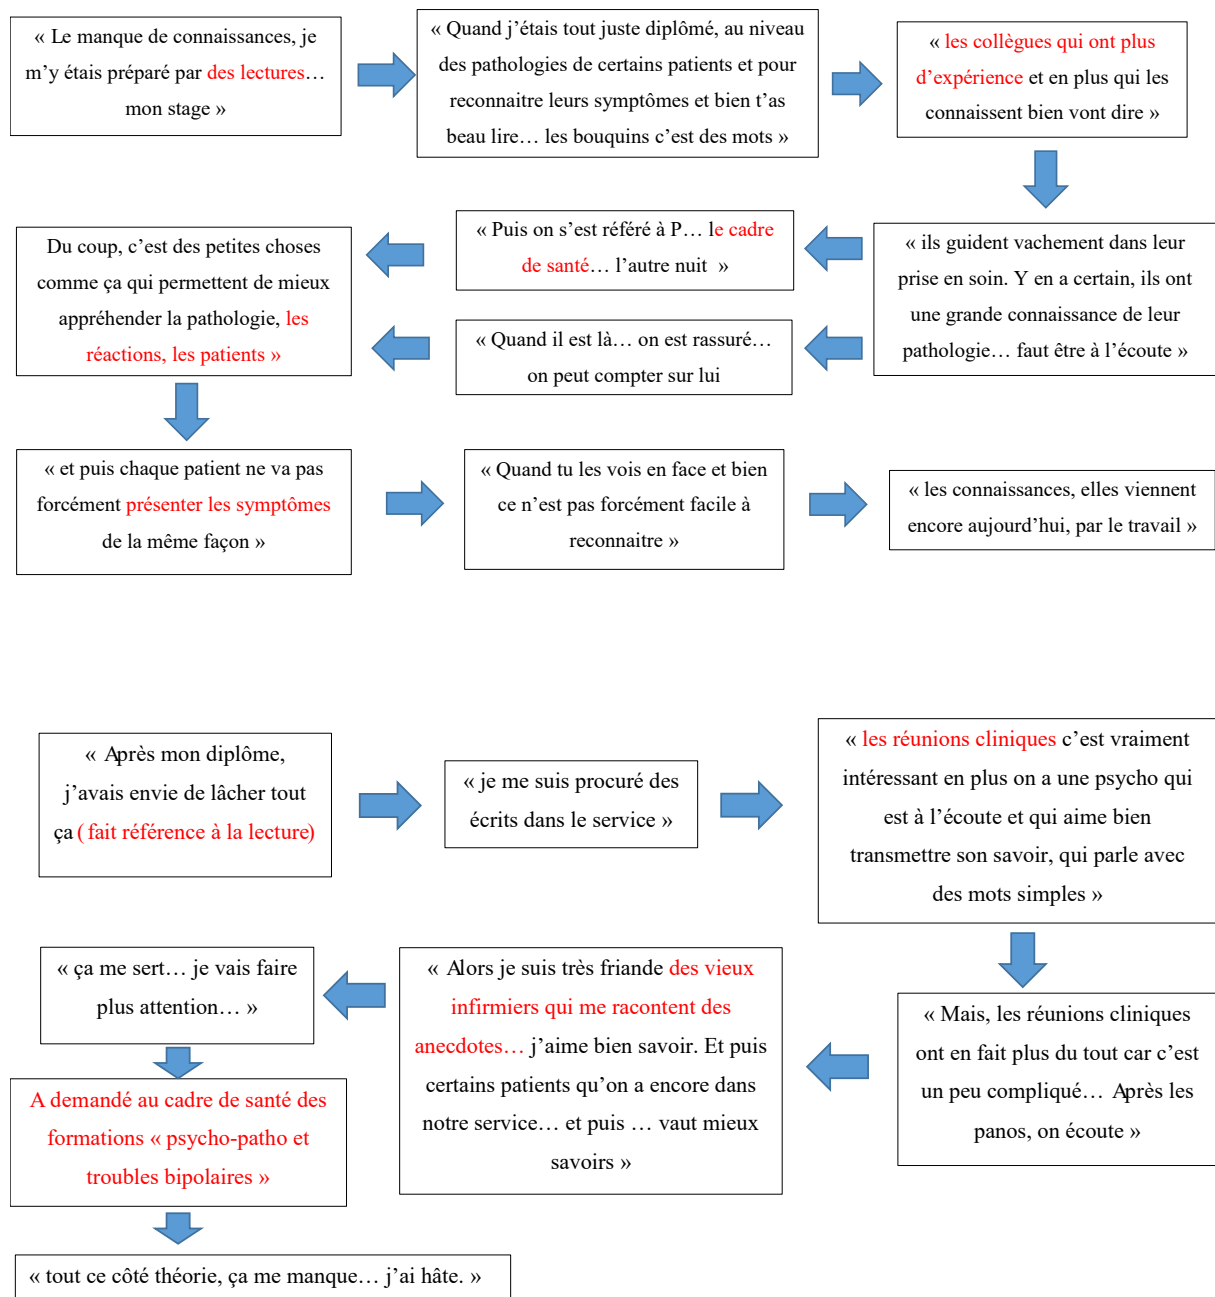 « Le manque de connaissances, je
m’y étais préparé par des lectures…
mon stage »
« Quand j’étais tout juste diplômé, au niveau
des pathologies de certains patients et pour
reconnaitre leurs symptômes et bien t’as
beau lire… les bouquins c’est des mots »
« les collègues qui ont plus
d’expérience et en plus qui les
connaissent bien vont dire »
« ils guident vachement dans leur
prise en soin. Y en a certain, ils ont
une grande connaissance de leur
pathologie… faut être à l’écoute »
« Puis on s’est référé à P… le cadre
de santé… l’autre nuit »
« Quand il est là… on est rassuré…
on peut compter sur lui
Du coup, c’est des petites choses
comme ça qui permettent de mieux
appréhender la pathologie, les
réactions, les patients »
« et puis chaque patient ne va pas
forcément présenter les symptômes
de la même façon »
« Quand tu les vois en face et bien
ce n’est pas forcément facile à
reconnaitre »
« les connaissances, elles viennent
encore aujourd’hui, par le travail »
« Après mon diplôme,
j’avais envie de lâcher tout
ça (fait référence à la lecture)
« je me suis procuré des
écrits dans le service »
« les réunions cliniques c’est vraiment
intéressant en plus on a une psycho qui
est à l’écoute et qui aime bien
transmettre son savoir, qui parle avec
des mots simples »
« Mais, les réunions cliniques
ont en fait plus du tout car c’est
un peu compliqué… Après les
panos, on écoute »
« Alors je suis très friande des vieux
infirmiers qui me racontent des
anecdotes… j’aime bien savoir. Et puis
certains patients qu’on a encore dans
notre service… et puis … vaut mieux
savoirs »
« ça me sert… je vais faire
plus attention… »
A demandé au cadre de santé des
formations « psycho-patho et
troubles bipolaires »
« tout ce côté théorie, ça me manque… j’ai hâte. »